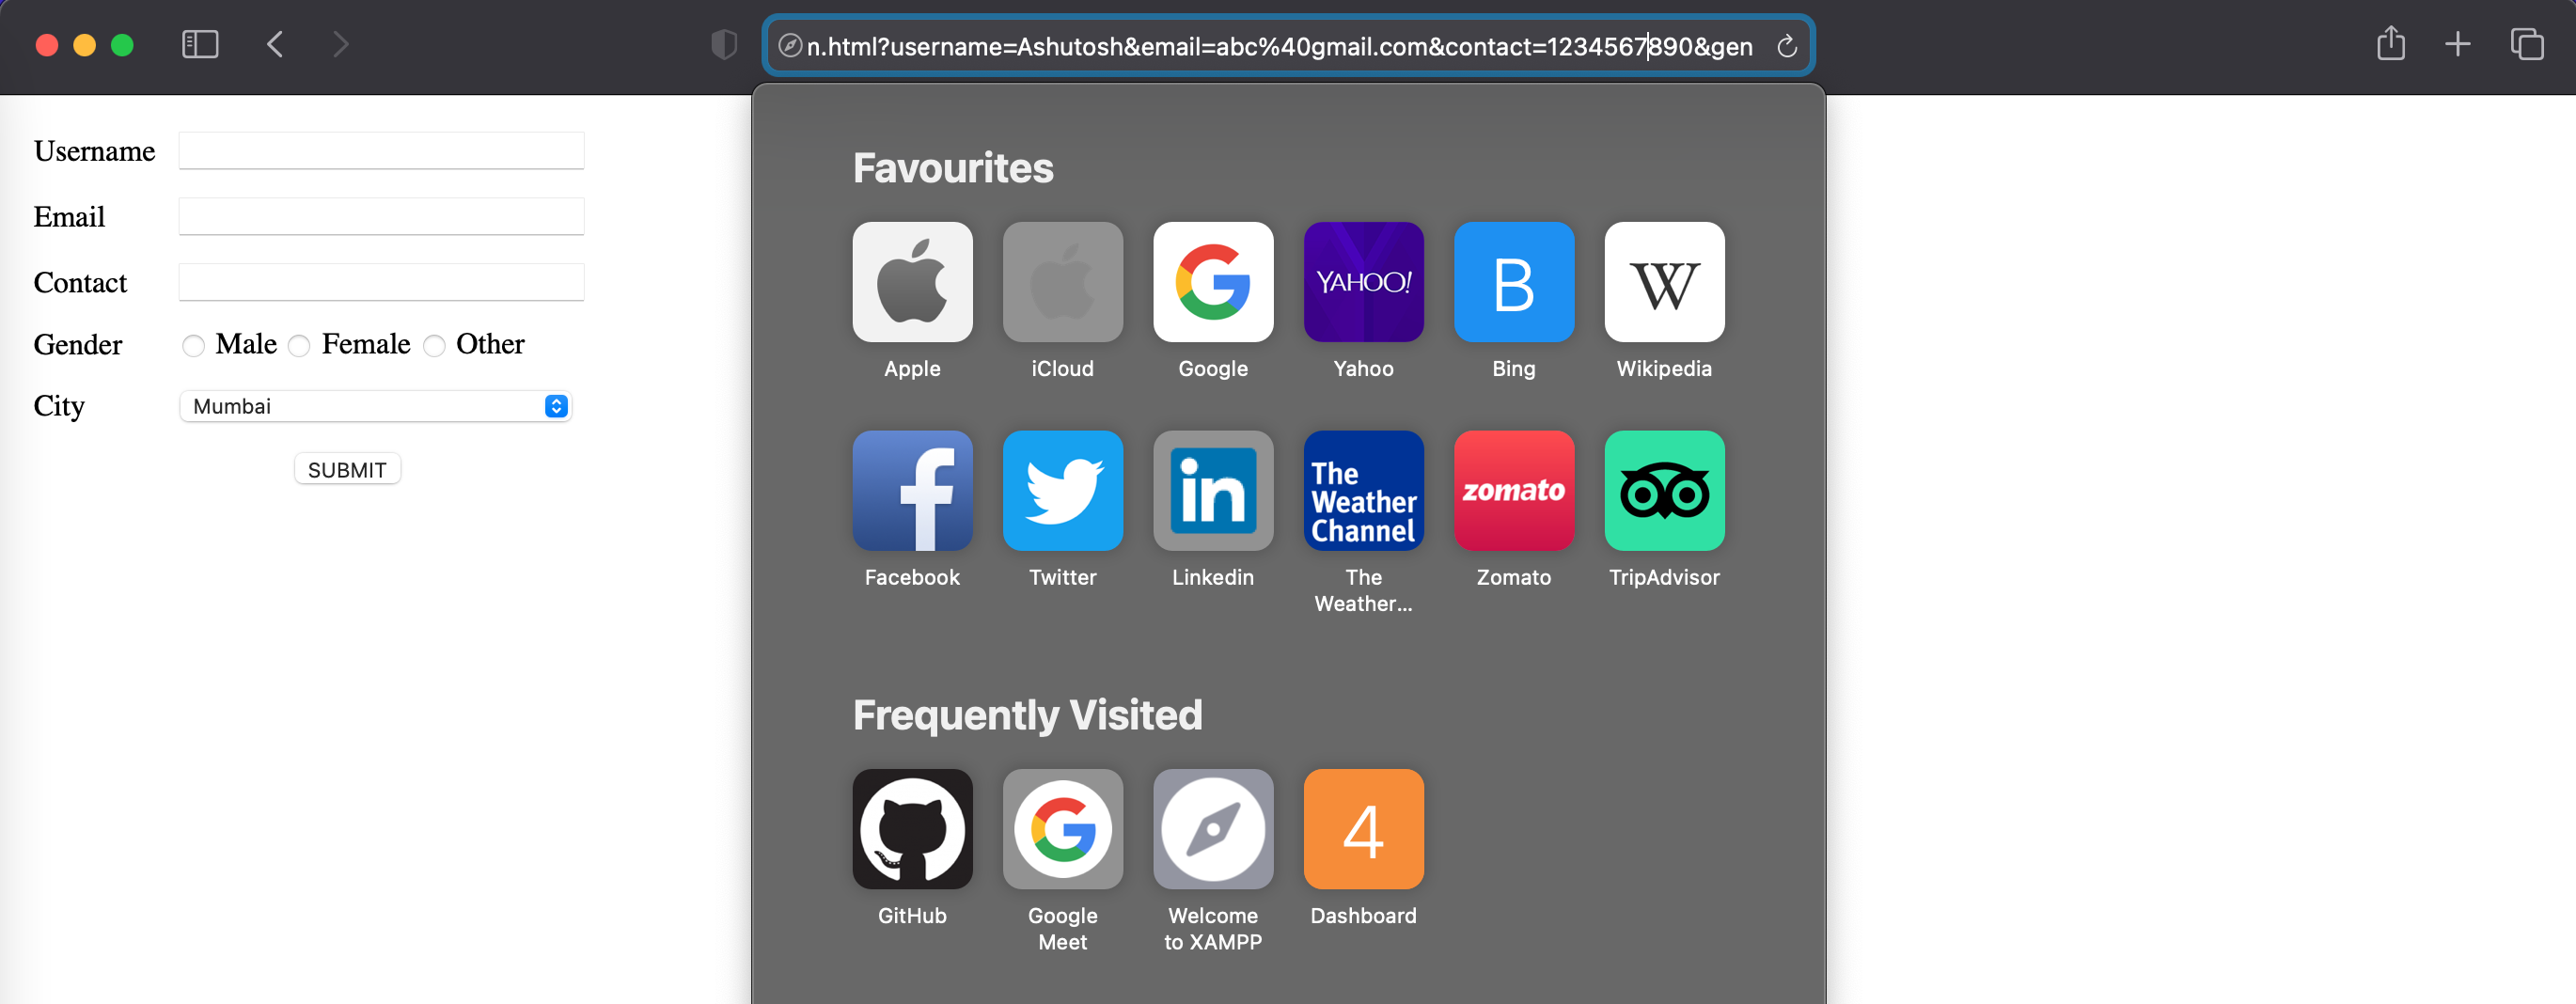 n.html?username=Ashutosh&email=abc%40gmail.com&contact=1234567890&gen
Username
Email
Contact
Gender Male Female Other
City Mumbai
SUBMIT
Favourites
YAHOO! B W
Apple iCloud Google Yahoo Bing Wikipedia
f in The Weather Channel zomato
Facebook Twitter Linkedin The Weather... Zomato TripAdvisor
Frequently Visited
4
GitHub Google Meet Welcome to XAMPP Dashboard